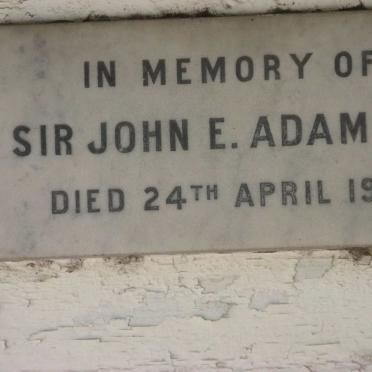 IN MEMORY OF
SIR JOHN E. ADAM
DIED 24TH APRIL 19